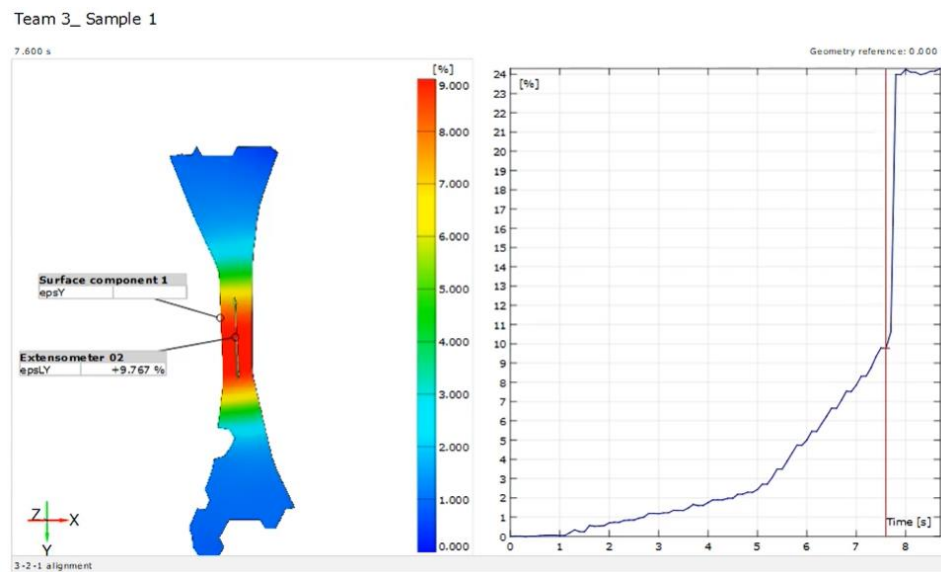 Team 3_ Sample 1
7.600 s
Geometry reference: 0.000
[%]
9.000
8.000
7.000
6.000
5.000
4.000
3.000
2.000
1.000
0.000
Surface component 1
epsY
Extensometer 02
epsLY +9.767 %
Z
X
Y
[%]
24
23
22
21
20
19
18
17
16
15
14
13
12
11
10
9
8
7
6
5
4
3
2
1
0
0 1 2 3 4 5 6 7 8
Time [s]
3-2-1 alignment